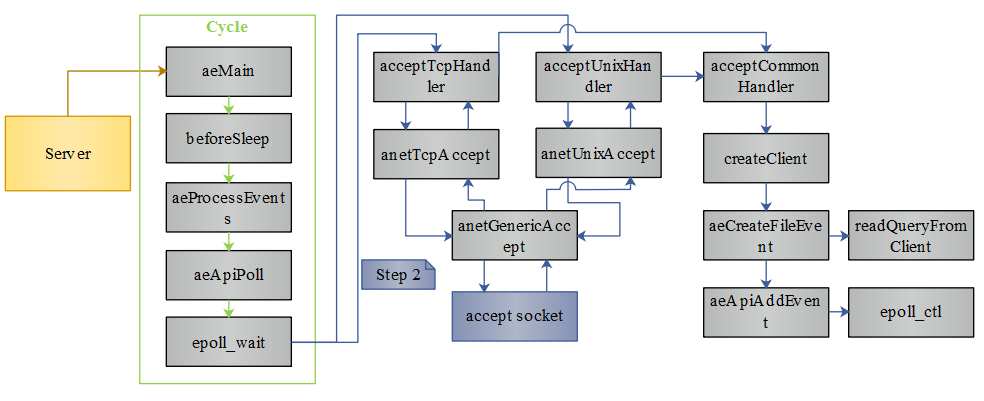 Cycle
aeMain
beforeSleep
Server
aeProcessEvent
s
aeApiPoll
epoll_wait
acceptTcpHand
ler
acceptUnixHan
dler
acceptCommon
Handler
anetTcpAccept
anetUnixAccept
createClient
anetGenericAcc
ept
aeCreateFileEve
nt
readQueryFrom
Client
Step 2
accept socket
aeApiAddEven
t
epoll_ctl